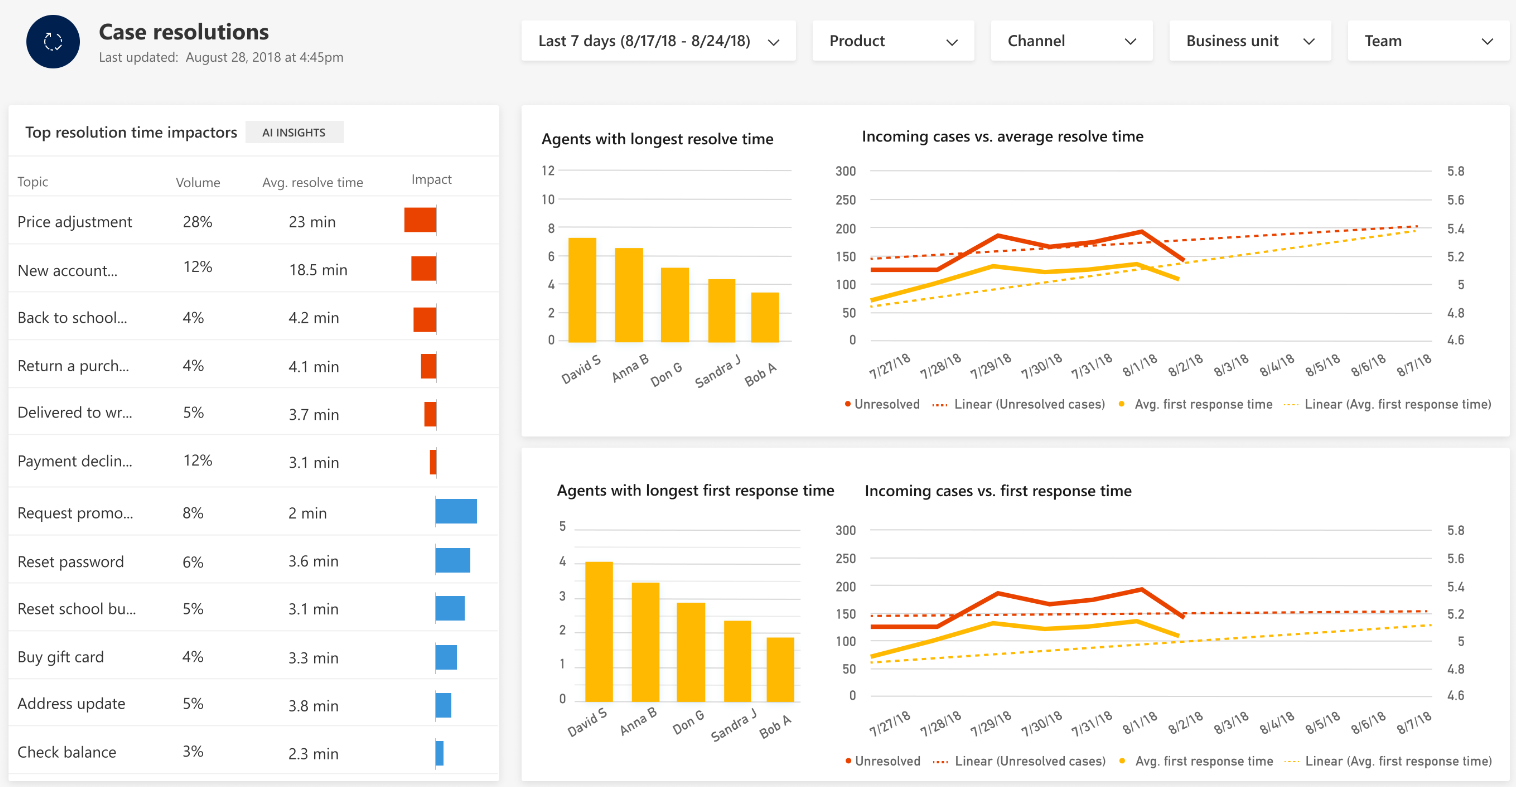 Case resolutions
Last updated: August 28, 2018 at 4:45pm
Last 7 days (8/17/18 - 8/24/18)
Product
Channel
Business unit
Team
Top resolution time impactors
AI INSIGHTS
Topic Volume Avg. resolve time Impact
Price adjustment 28% 23 min
New account... 12% 18.5 min
Back to school... 4% 4.2 min
Return a purch... 4% 4.1 min
Delivered to wr... 5% 3.7 min
Payment declin... 12% 3.1 min
Request promo... 8% 2 min
Reset password 6% 3.6 min
Reset school bu... 5% 3.1 min
Buy gift card 4% 3.3 min
Address update 5% 3.8 min
Check balance 3% 2.3 min
Agents with longest resolve time
12
10
8
6
4
2
0
David S Anna B Don G Sandra J Bob A
Incoming cases vs. average resolve time
300 5.8
250 5.6
200 5.4
150 5.2
100 5
50 4.8
0 4.6
7/27/18 7/28/18 7/29/18 7/30/18 7/31/18 8/1/18 8/2/18 8/3/18 8/4/18 8/5/18 8/6/18 8/7/18
Unresolved Linear (Unresolved cases) Avg. first response time Linear (Avg. first response time)
Agents with longest first response time
5
4
3
2
1
0
David S Anna B Don G Sandra J Bob A
Incoming cases vs. first response time
300 5.8
250 5.6
200 5.4
150 5.2
100 5
50 4.8
0 4.6
7/27/18 7/28/18 7/29/18 7/30/18 7/31/18 8/1/18 8/2/18 8/3/18 8/4/18 8/5/18 8/6/18 8/7/18
Unresolved Linear (Unresolved cases) Avg. first response time Linear (Avg. first response time)